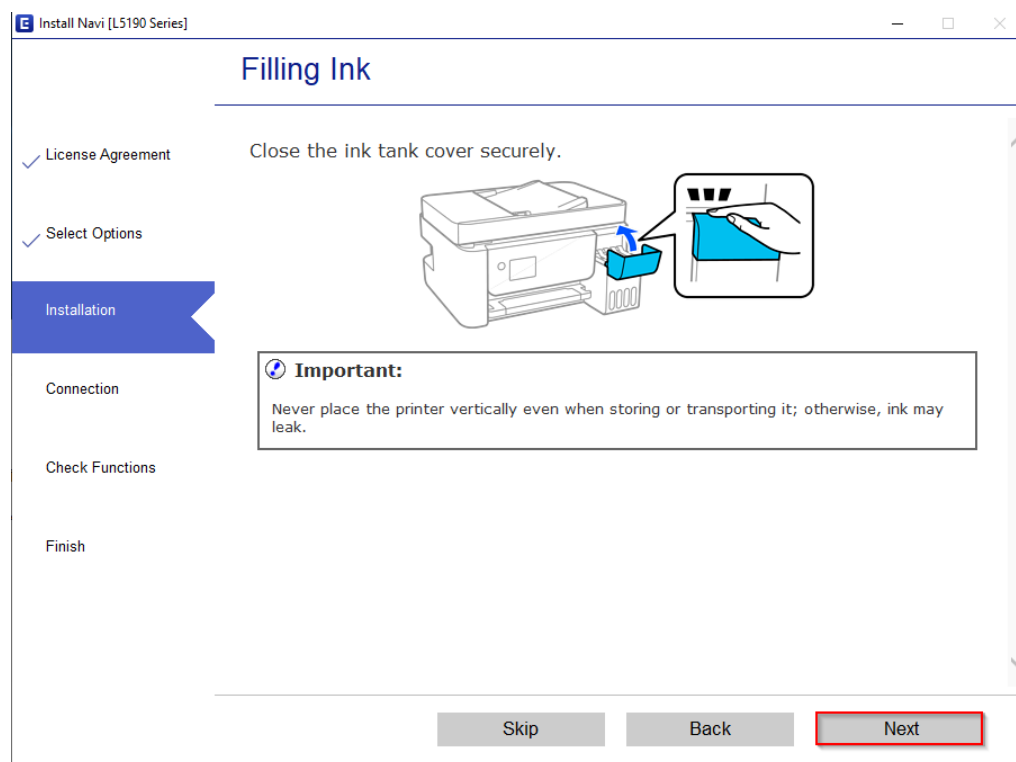 Install Navi [L5190 Series]
Filling Ink
License Agreement
Select Options
Installation
Connection
Check Functions
Finish
Close the ink tank cover securely.
Important:
Never place the printer vertically even when storing or transporting it; otherwise, ink may
leak.
Skip
Back
Next